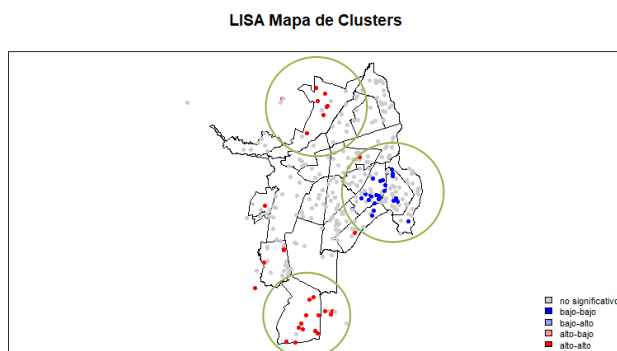 LISA Mapa de Clusters
no significativo
bajo-bajo
bajo-alto
alto-bajo
alto-alto